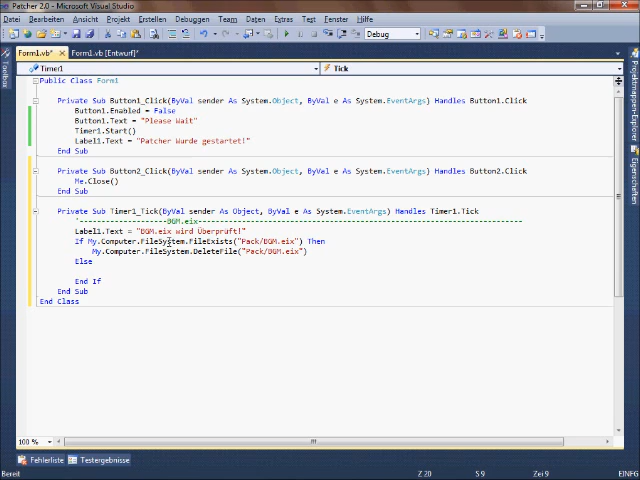 Patcher 2.0 - Microsoft Visual Studio
Datei Bearbeiten Ansicht Projekt Erstellen Debuggen Team Daten Extras Test Fenster Hilfe
Debug
Form1.vb* Form1.vb [Entwurf]*
Timer1 Tick
Public Class Form1
Private Sub Button1_Click(ByVal sender As System.Object, ByVal e As System.EventArgs) Handles Button1.Click
Button1.Enabled = False
Button1.Text = "Please Wait"
Timer1.Start()
Label1.Text = "Patcher Wurde gestartet!"
End Sub
Private Sub Button2_Click(ByVal sender As System.Object, ByVal e As System.EventArgs) Handles Button2.Click
Me.Close()
End Sub
Private Sub Timer1_Tick(ByVal sender As Object, ByVal e As System.EventArgs) Handles Timer1.Tick
'--------------------BGM.eix--------------------------------------------------------------------------
Label1.Text = "BGM.eix wird Überprüft!"
If My.Computer.FileSystem.FileExists("Pack/BGM.eix") Then
My.Computer.FileSystem.DeleteFile("Pack/BGM.eix")
Else
End If
End Sub
End Class
100 %
Fehlerliste Testergebnisse
Bereit Z 20 S 9 Zei 9 EINFG
Toolbox
Projektmappen-Explorer
Eigenschaften